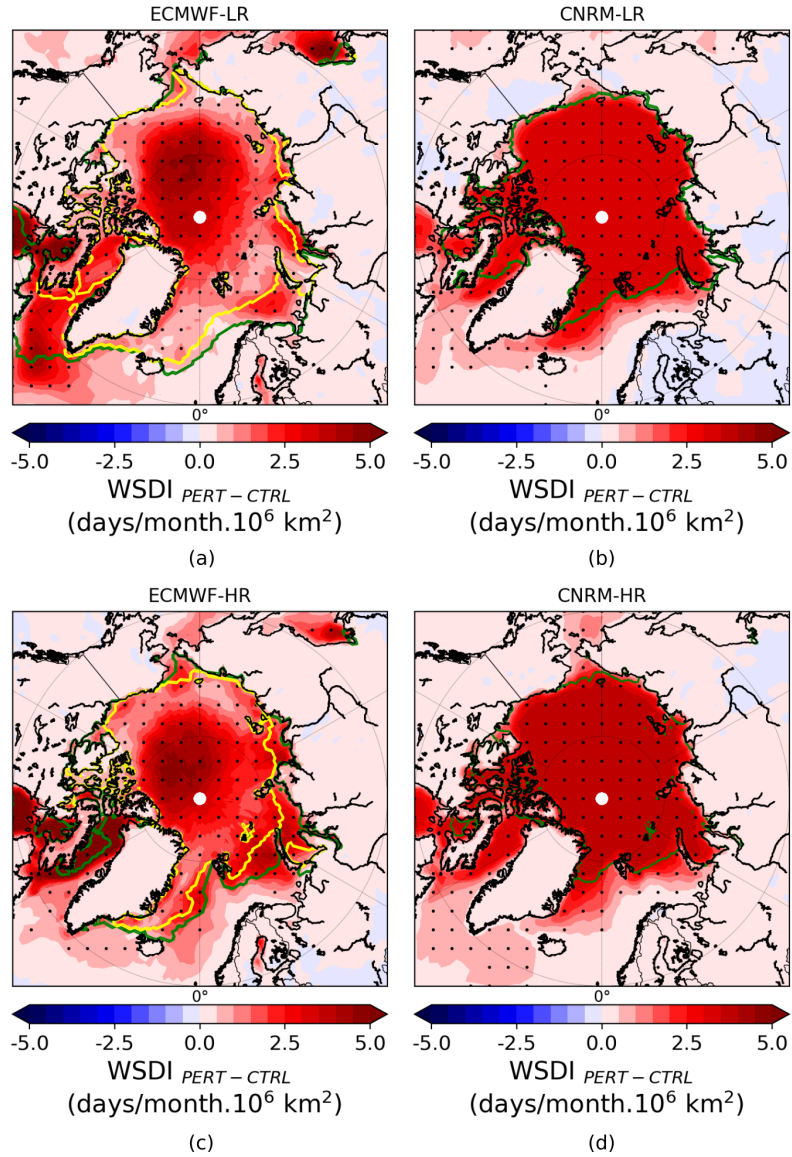 ECMWF-LR
CNRM-LR
0°
0°
-5.0 -2.5 0.0 2.5 5.0
-5.0 -2.5 0.0 2.5 5.0
WSDI PERT−CTRL
(days/month.10⁶ km²)
WSDI PERT−CTRL
(days/month.10⁶ km²)
(a)
(b)
ECMWF-HR
CNRM-HR
0°
0°
-5.0 -2.5 0.0 2.5 5.0
-5.0 -2.5 0.0 2.5 5.0
WSDI PERT−CTRL
(days/month.10⁶ km²)
WSDI PERT−CTRL
(days/month.10⁶ km²)
(c)
(d)